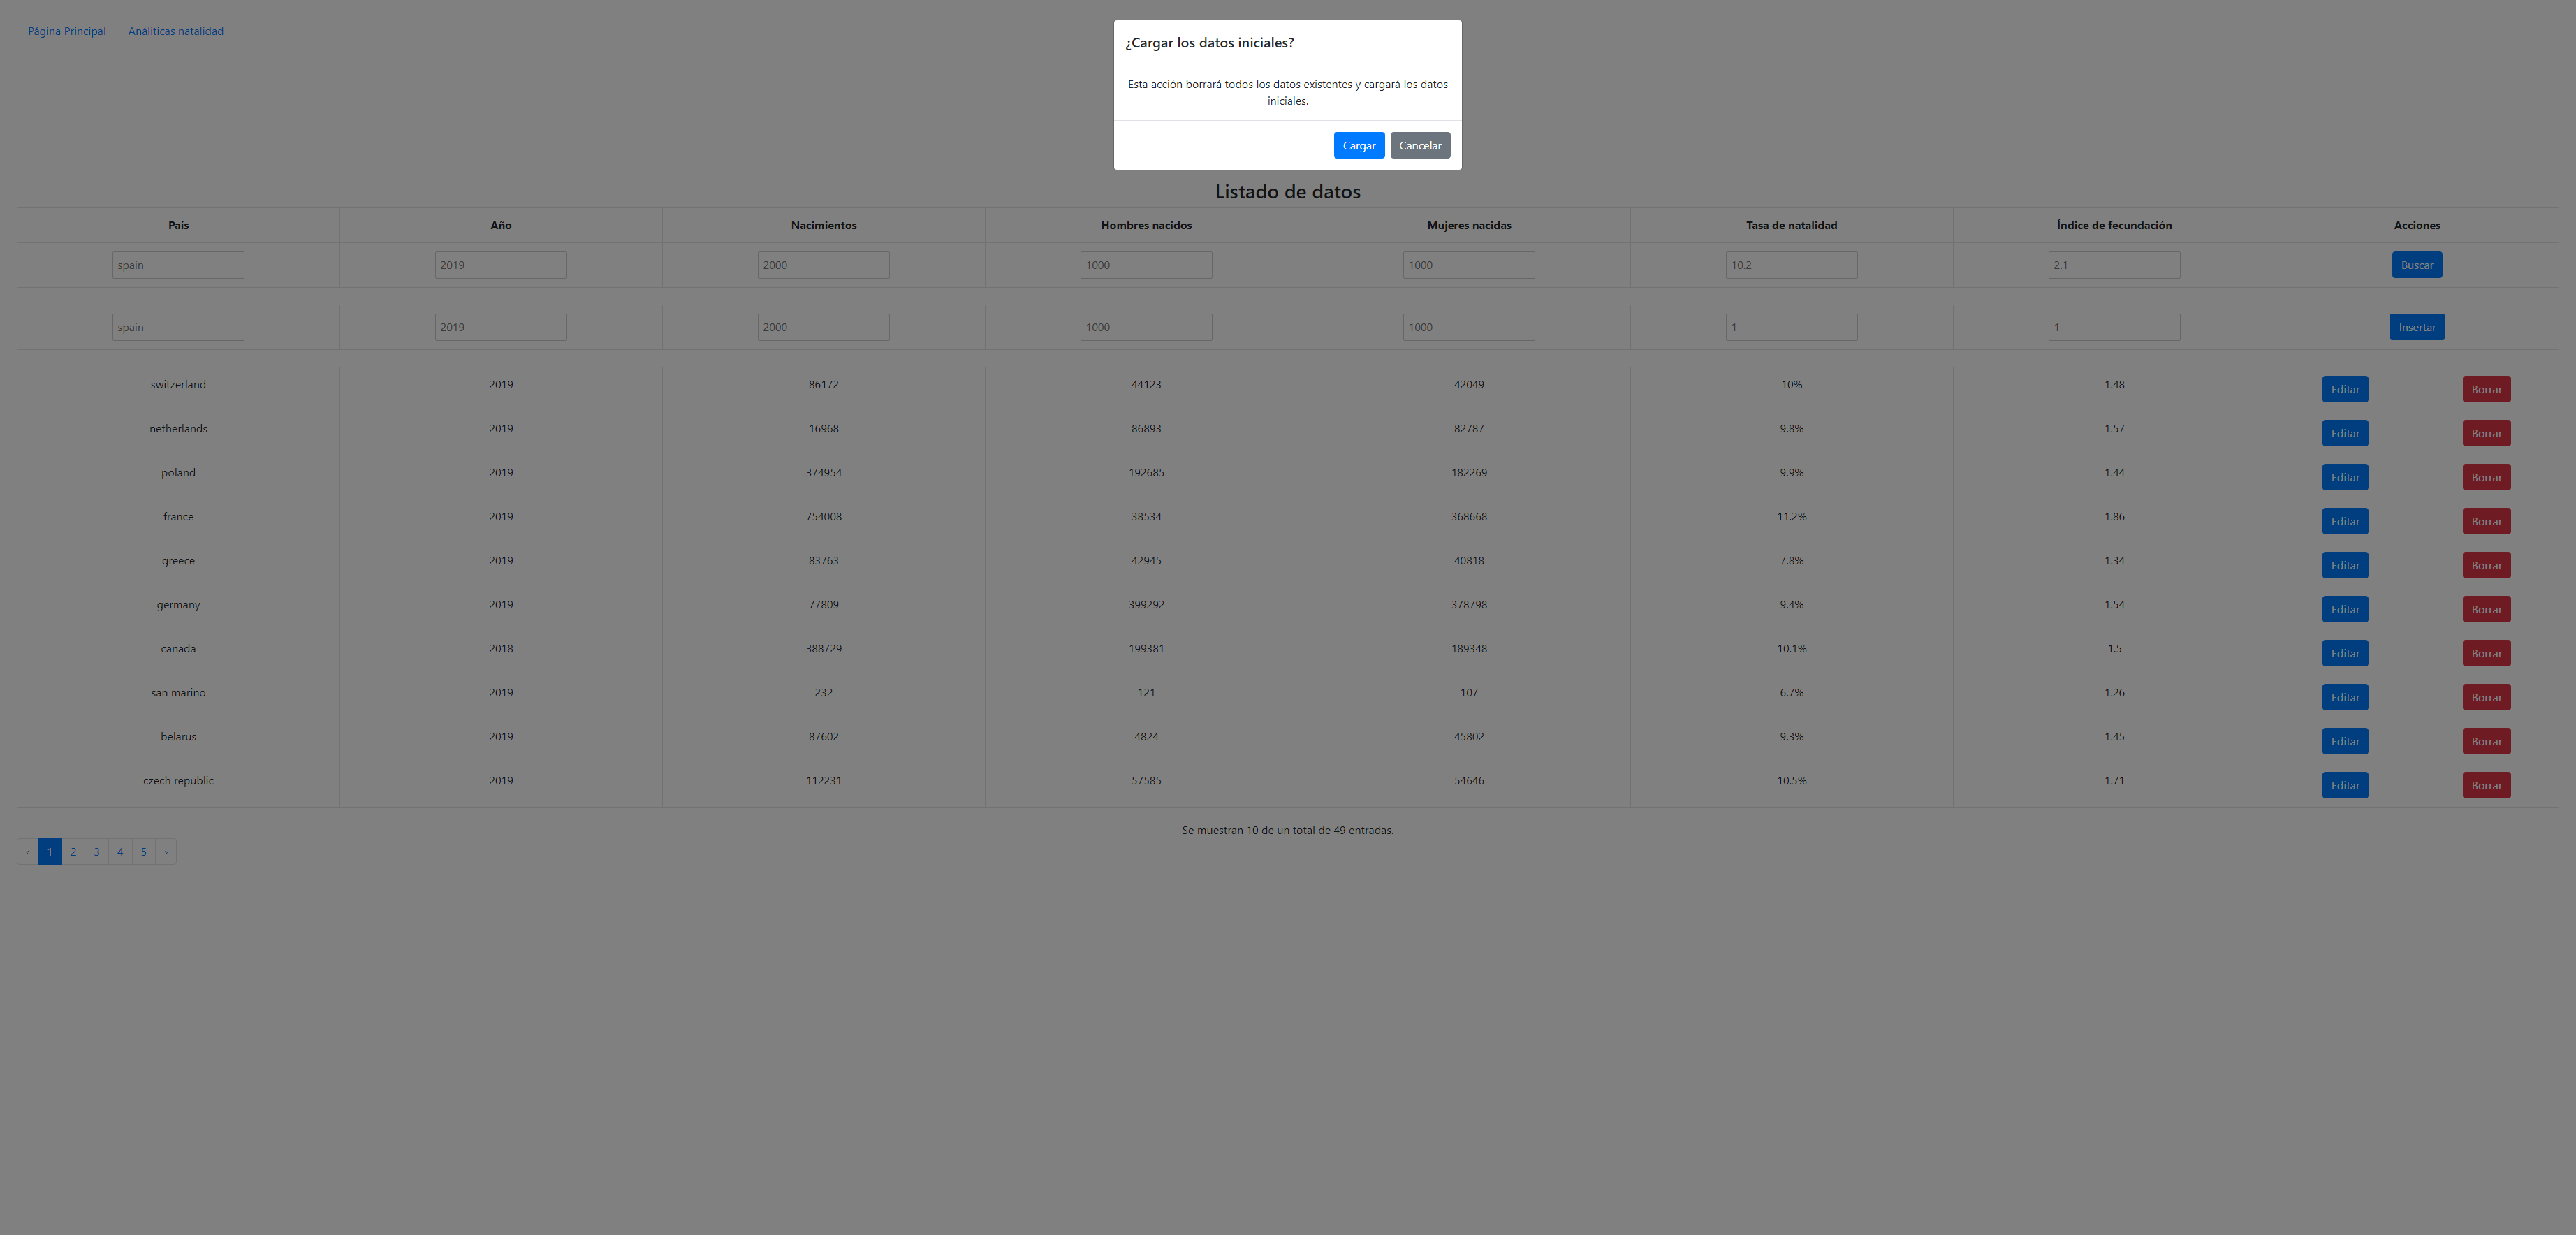 Página Principal Análiticas natalidad
¿Cargar los datos iniciales?
Esta acción borrará todos los datos existentes y cargará los datos
iniciales.
Cargar Cancelar
Listado de datos
País Año Nacimientos Hombres nacidos Mujeres nacidas Tasa de natalidad Índice de fecundación Acciones
spain 2019 2000 1000 1000 10.2 2.1 Buscar
spain 2019 2000 1000 1000 1 1 Insertar
switzerland 2019 86172 44123 42049 10% 1.48 Editar Borrar
netherlands 2019 16968 86893 82787 9.8% 1.57 Editar Borrar
poland 2019 374954 192685 182269 9.9% 1.44 Editar Borrar
france 2019 754008 38534 368668 11.2% 1.86 Editar Borrar
greece 2019 83763 42945 40818 7.8% 1.34 Editar Borrar
germany 2019 77809 399292 378798 9.4% 1.54 Editar Borrar
canada 2018 388729 199381 189348 10.1% 1.5 Editar Borrar
san marino 2019 232 121 107 6.7% 1.26 Editar Borrar
belarus 2019 87602 4824 45802 9.3% 1.45 Editar Borrar
czech republic 2019 112231 57585 54646 10.5% 1.71 Editar Borrar
Se muestran 10 de un total de 49 entradas.
‹ 1 2 3 4 5 ›